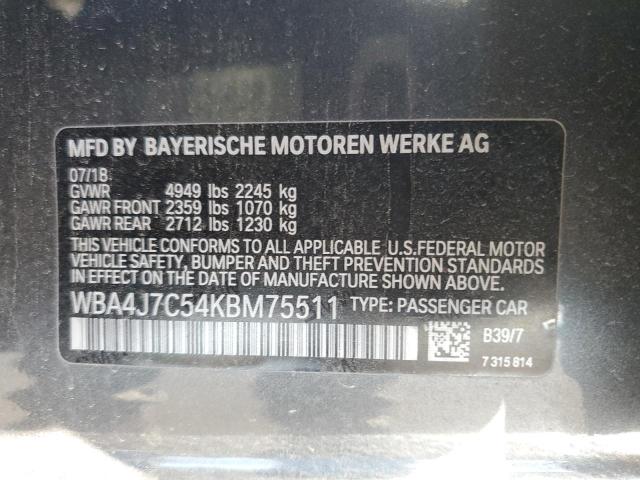 MFD BY BAYERISCHE MOTOREN WERKE AG
07/18
GVWR 4949 lbs 2245 kg
GAWR FRONT 2359 lbs 1070 kg
GAWR REAR 2712 lbs 1230 kg
THIS VEHICLE CONFORMS TO ALL APPLICABLE U.S.FEDERAL MOTOR
VEHICLE SAFETY, BUMPER AND THEFT PREVENTION STANDARDS
IN EFFECT ON THE DATE OF MANUFACTURE SHOWN ABOVE.
WBA4J7C54KBM75511 TYPE: PASSENGER CAR
B39/7
7 315 814